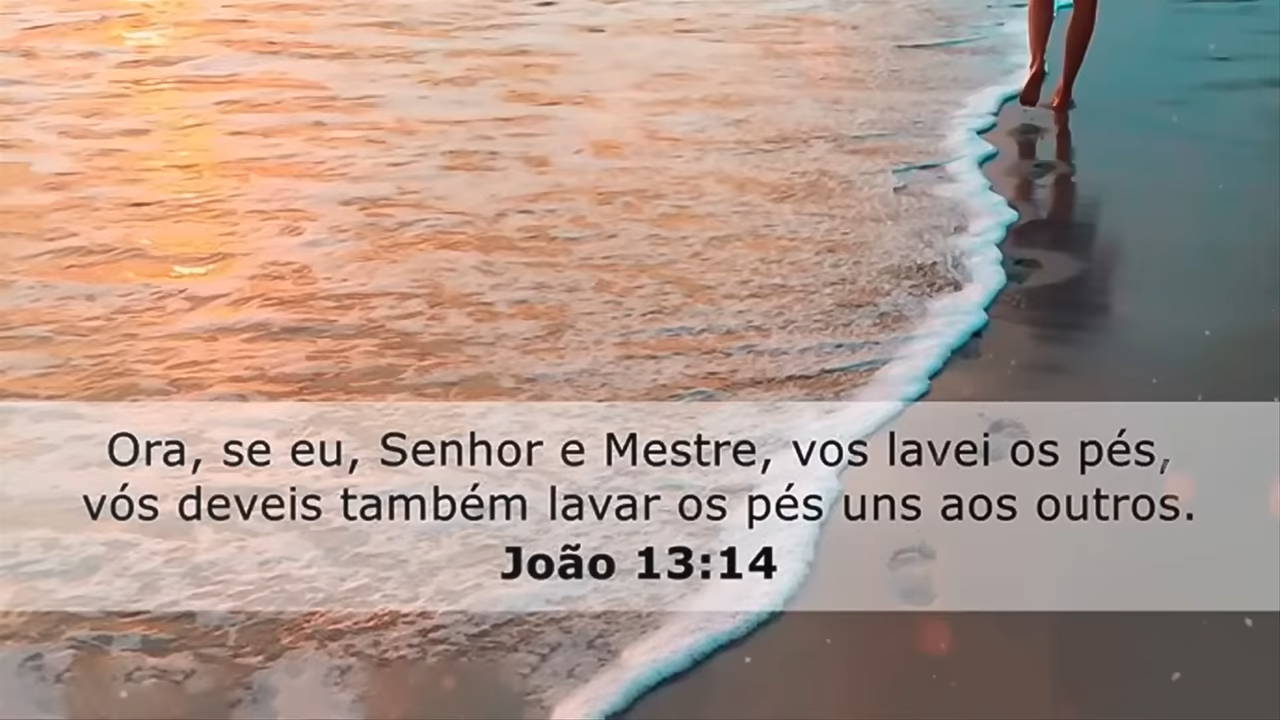 Ora, se eu, Senhor e Mestre, vos lavei os pés,
vós deveis também lavar os pés uns aos outros.
João 13:14